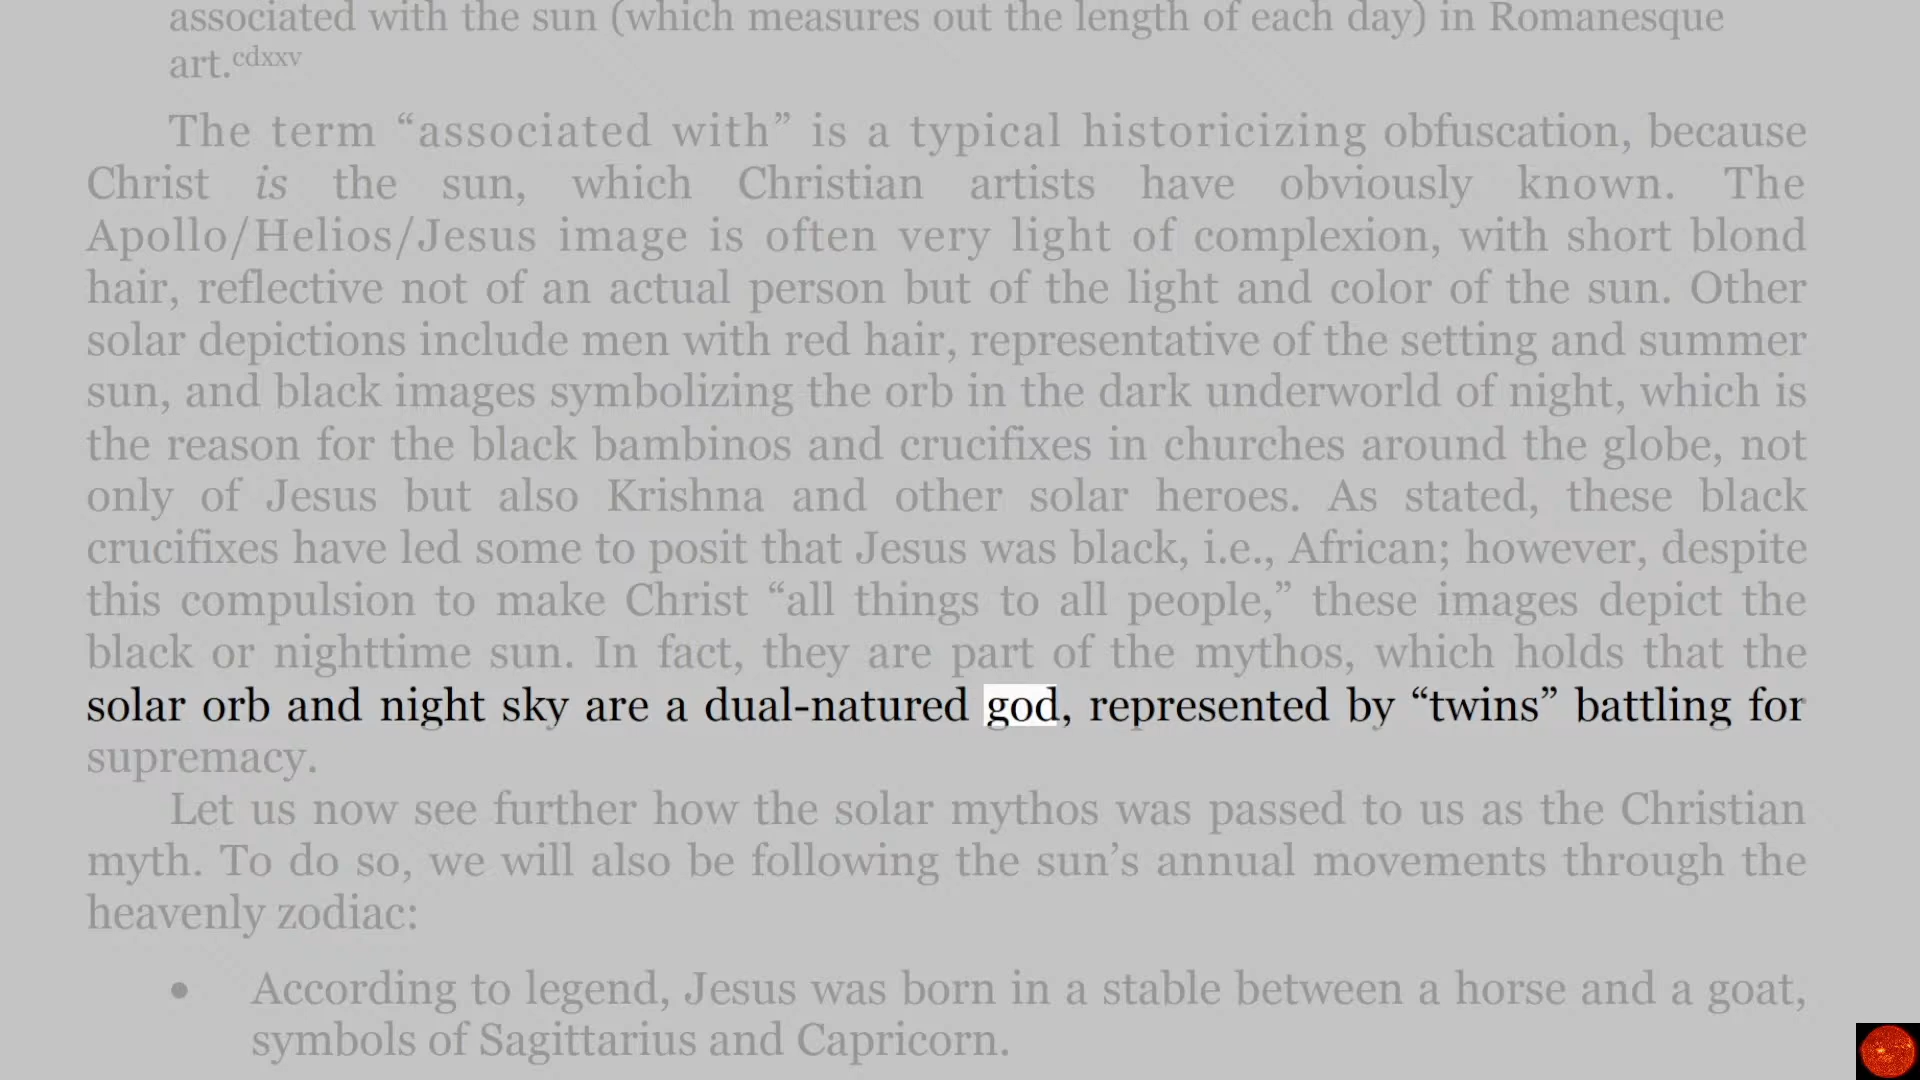 associated with the sun (which measures out the length of each day) in Romanesque
art.cdxxv
The term “associated with” is a typical historicizing obfuscation, because
Christ is the sun, which Christian artists have obviously known. The
Apollo/Helios/Jesus image is often very light of complexion, with short blond
hair, reflective not of an actual person but of the light and color of the sun. Other
solar depictions include men with red hair, representative of the setting and summer
sun, and black images symbolizing the orb in the dark underworld of night, which is
the reason for the black bambinos and crucifixes in churches around the globe, not
only of Jesus but also Krishna and other solar heroes. As stated, these black
crucifixes have led some to posit that Jesus was black, i.e., African; however, despite
this compulsion to make Christ “all things to all people,” these images depict the
black or nighttime sun. In fact, they are part of the mythos, which holds that the
solar orb and night sky are a dual-natured god, represented by “twins” battling for
supremacy.
Let us now see further how the solar mythos was passed to us as the Christian
myth. To do so, we will also be following the sun’s annual movements through the
heavenly zodiac:
• According to legend, Jesus was born in a stable between a horse and a goat,
symbols of Sagittarius and Capricorn.